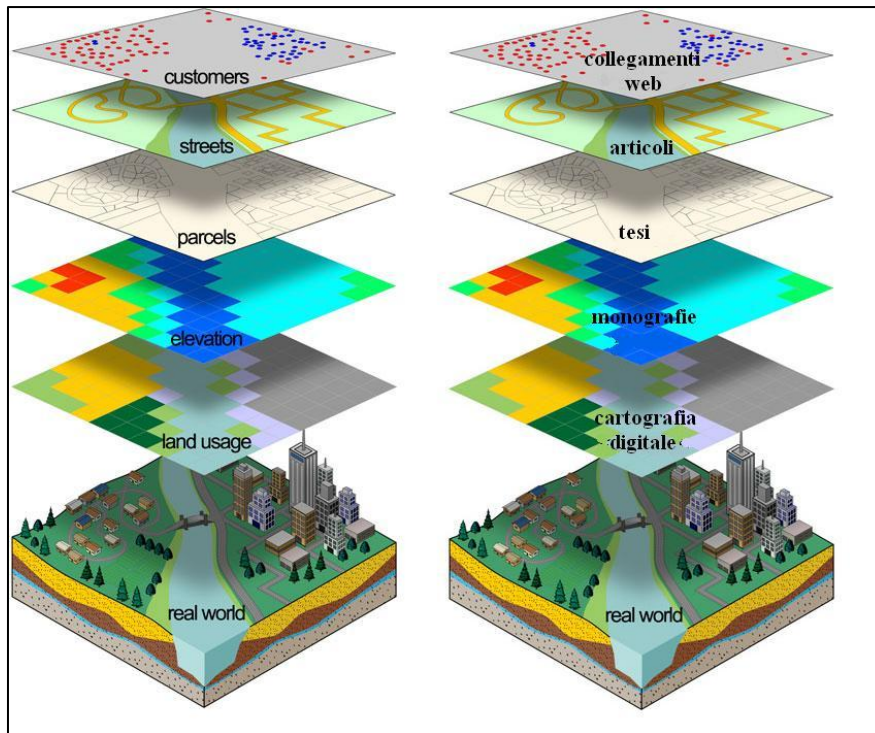 customers
streets
parcels
elevation
land usage
real world
collegamenti
web
articoli
tesi
monografie
cartografia
digitale
real world